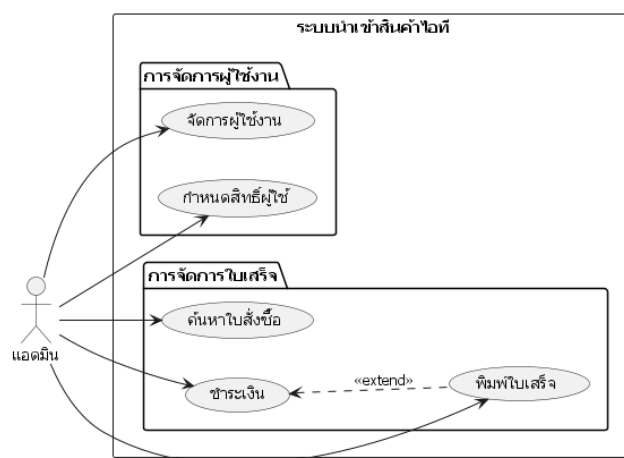 ระบบนำเข้าสินค้าไอที
การจัดการผู้ใช้งาน
จัดการผู้ใช้งาน
กำหนดสิทธิ์ผู้ใช้
แอดมิน
การจัดการใบเสร็จ
ค้นหาใบสั่งซื้อ
ชำระเงิน
«extend»
พิมพ์ใบเสร็จ